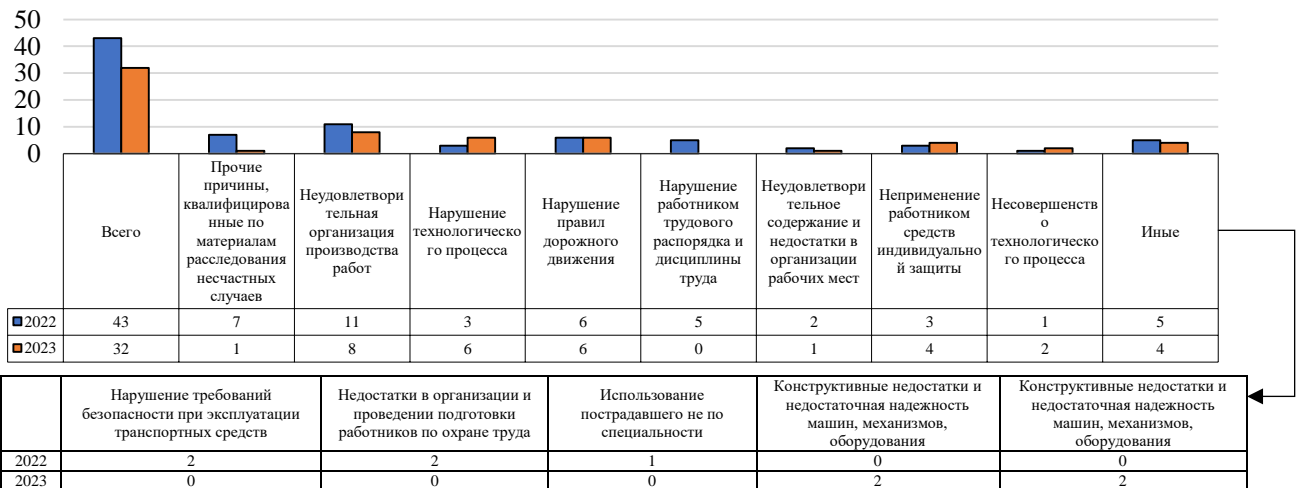 50
40
30
20
10
0
Всего
Прочие
причины,
квалифицирова
нные по
материалам
расследования
несчастных
случаев
Неудовлетвори
тельная
организация
производства
работ
Нарушение
технологическо
го процесса
Нарушение
правил
дорожного
движения
Нарушение
работником
трудового
распорядка и
дисциплины
труда
Неудовлетвори
тельное
содержание и
недостатки в
организации
рабочих мест
Неприменение
работником
средств
индивидуально
й защиты
Несовершенств
о
технологическо
го процесса
Иные
2022 43 7 11 3 6 5 2 3 1 5
2023 32 1 8 6 6 0 1 4 2 4
Нарушение требований
безопасности при эксплуатации
транспортных средств
Недостатки в организации и
проведении подготовки
работников по охране труда
Использование
пострадавшего не по
специальности
Конструктивные недостатки и
недостаточная надежность
машин, механизмов,
оборудования
Конструктивные недостатки и
недостаточная надежность
машин, механизмов,
оборудования
2022 2 2 1 0 0
2023 0 0 0 2 2